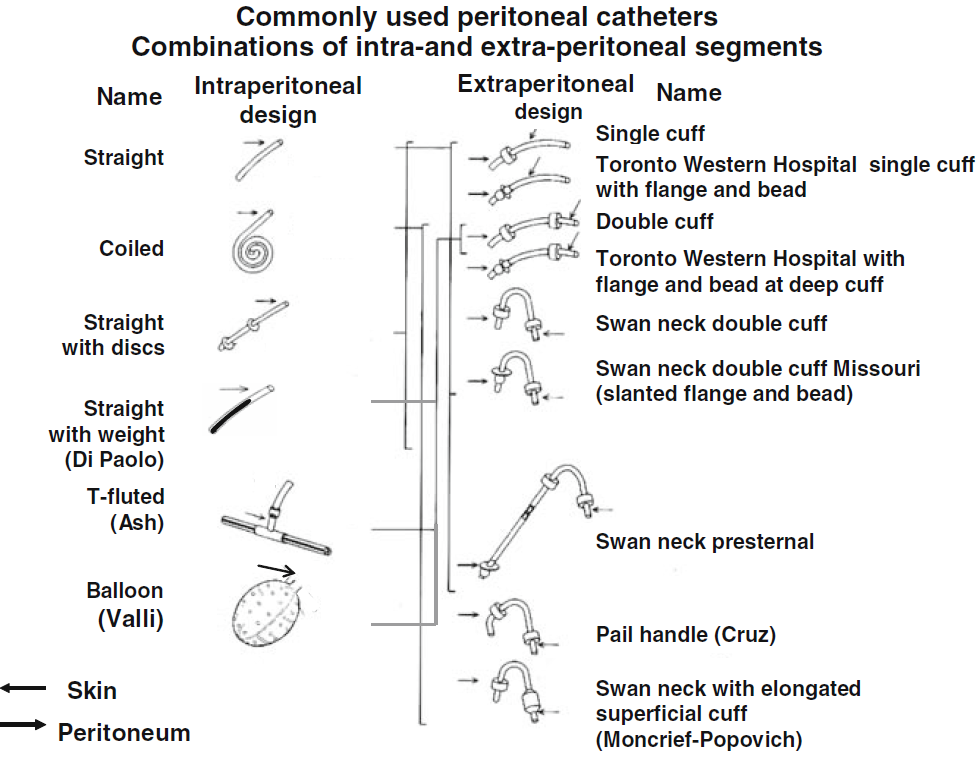 Commonly used peritoneal catheters
Combinations of intra-and extra-peritoneal segments
Name
Intraperitoneal
design
Extraperitoneal
design
Name
Straight
Coiled
Straight
with discs
Straight
with weight
(Di Paolo)
T-fluted
(Ash)
Balloon
(Valli)
Skin
Peritoneum
Single cuff
Toronto Western Hospital single cuff
with flange and bead
Double cuff
Toronto Western Hospital with
flange and bead at deep cuff
Swan neck double cuff
Swan neck double cuff Missouri
(slanted flange and bead)
Swan neck presternal
Pail handle (Cruz)
Swan neck with elongated
superficial cuff
(Moncrief-Popovich)